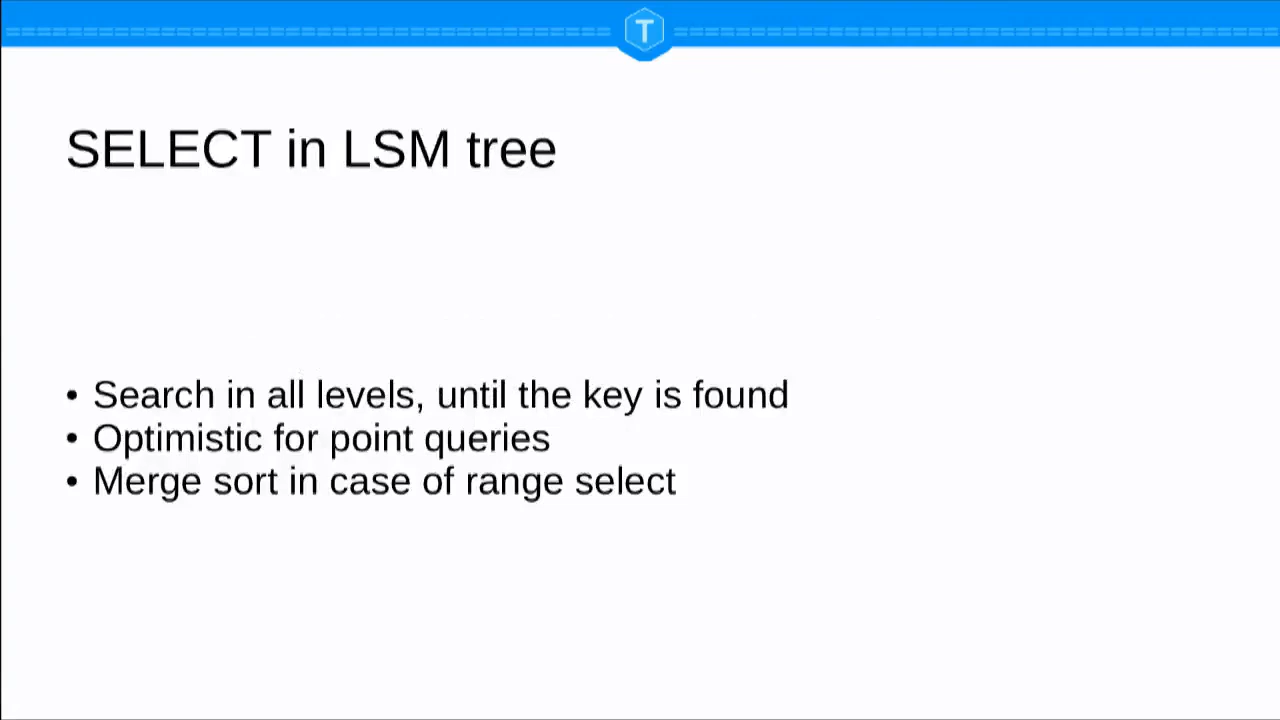 T
SELECT in LSM tree
• Search in all levels, until the key is found
• Optimistic for point queries
• Merge sort in case of range select